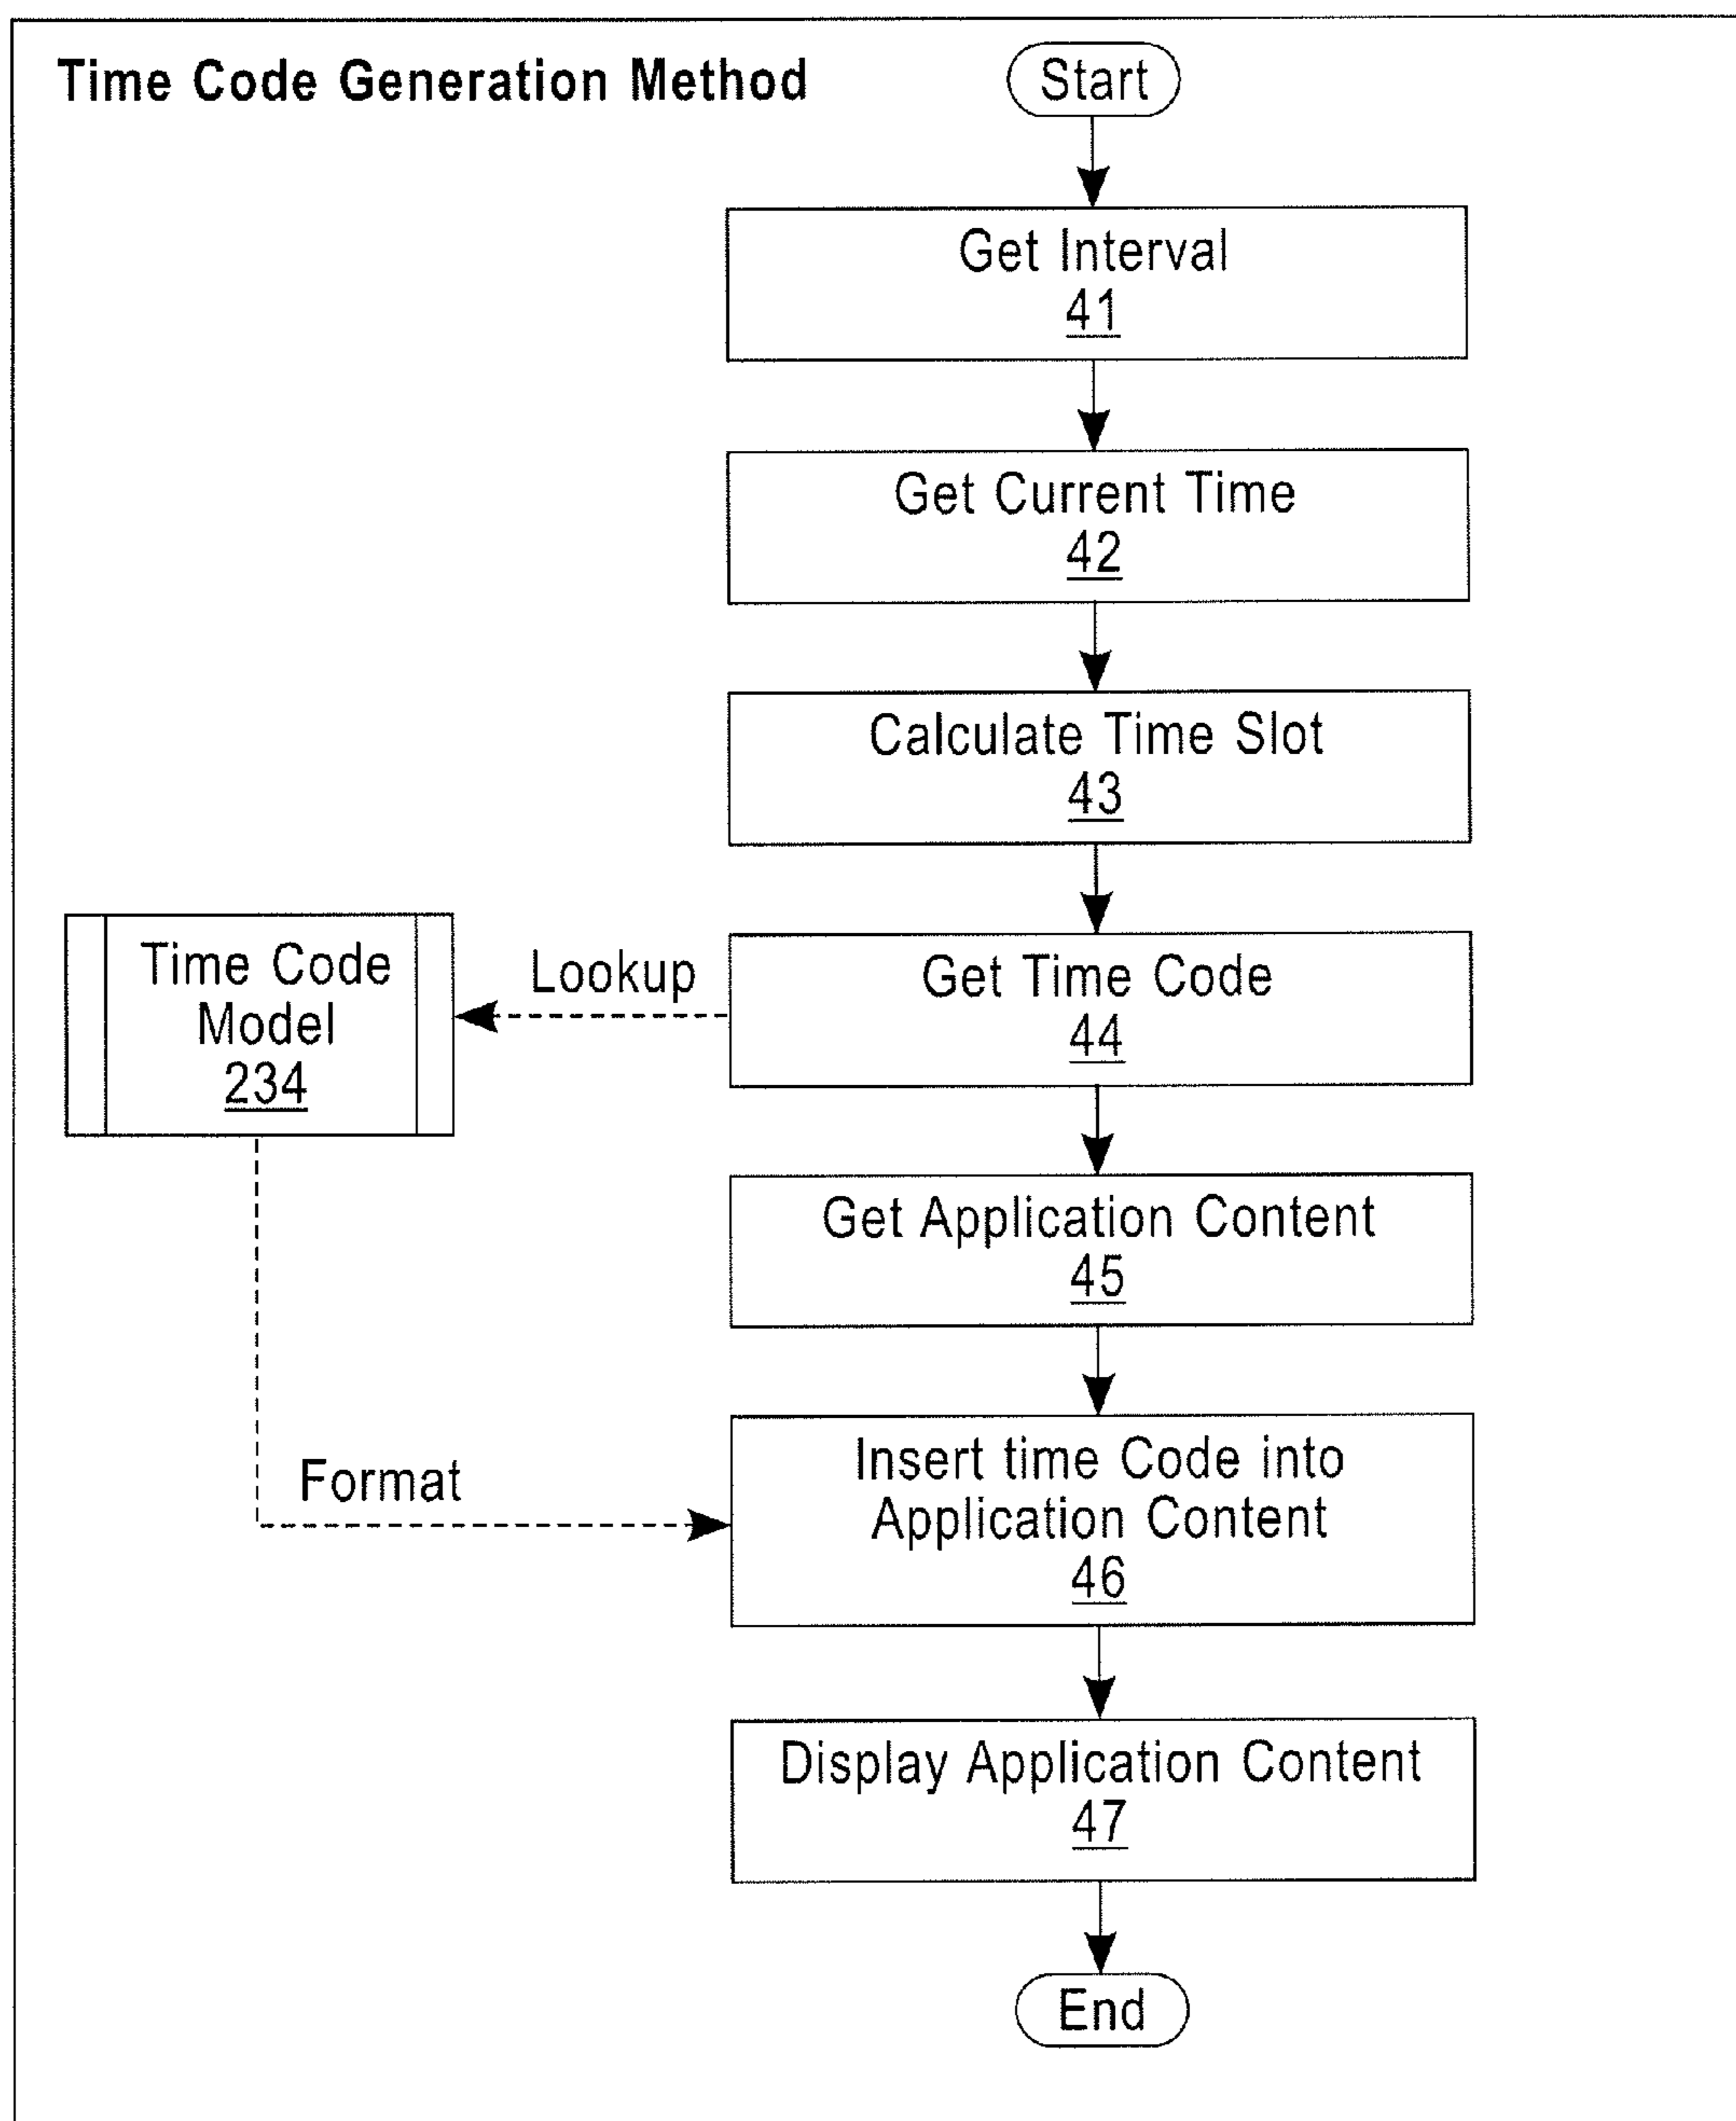 Time Code Generation Method
Start
Get Interval
41
Get Current Time
42
Calculate Time Slot
43
Time Code
Model
234
Lookup
Get Time Code
44
Get Application Content
45
Format
Insert time Code into
Application Content
46
Display Application Content
47
End